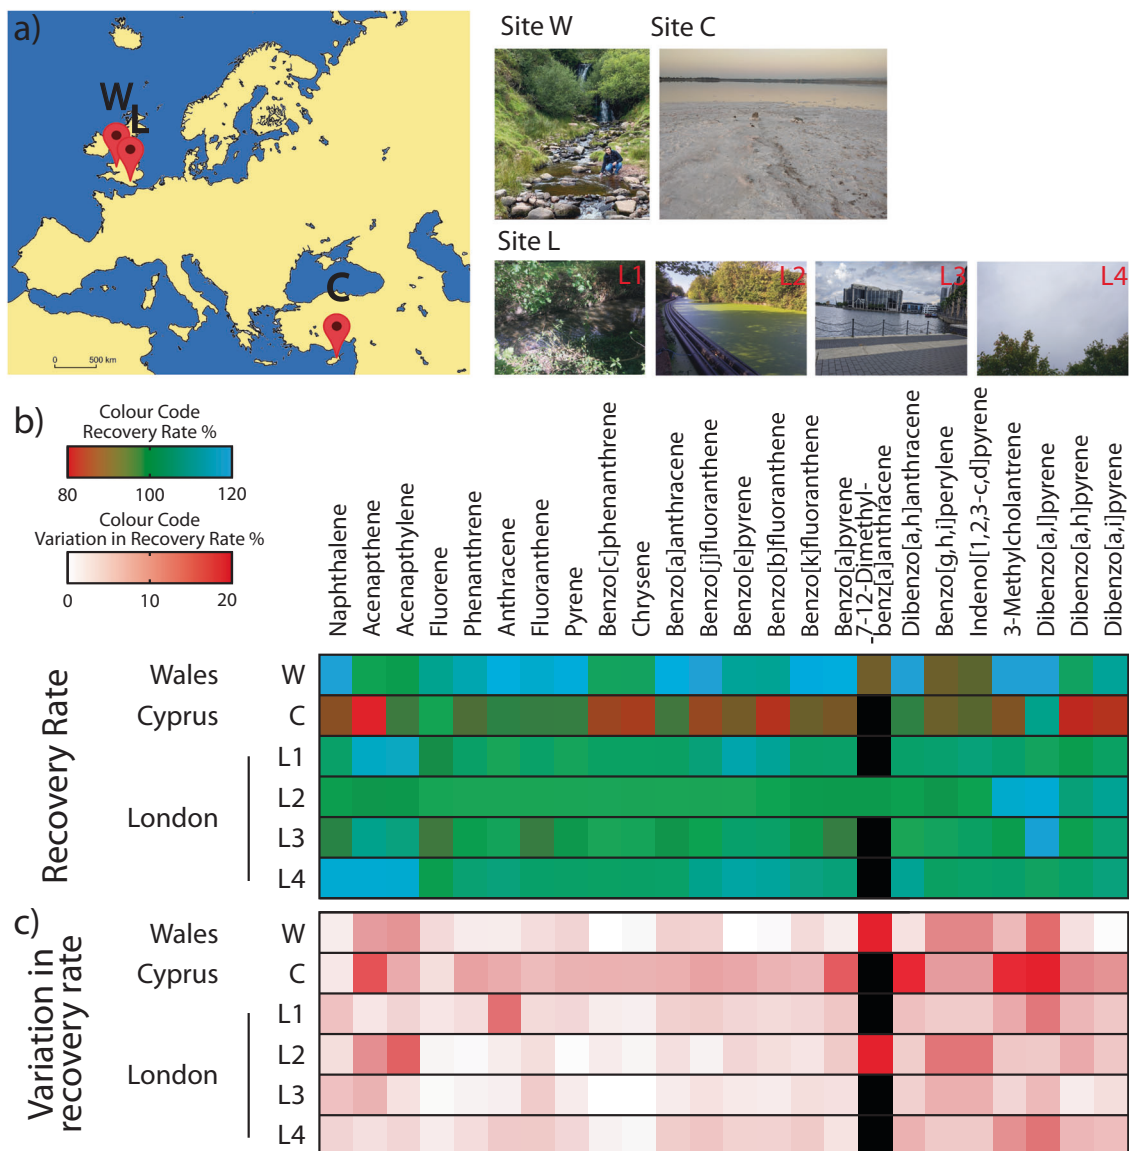 a)
W
L
C
0 500 km
Site W
Site C
Site L
L1
L2
L3
L4
b)
Colour Code
Recovery Rate %
80 100 120
Colour Code
Variation in Recovery Rate %
0 10 20
Naphthalene
Acenapthene
Acenapthylene
Fluorene
Phenanthrene
Anthracene
Fluoranthene
Pyrene
Benzo[c]phenanthrene
Chrysene
Benzo[a]anthracene
Benzo[j]fluoranthene
Benzo[e]pyrene
Benzo[b]fluoranthene
Benzo[k]fluoranthene
Benzo[a]pyrene
-7-12-Dimethyl-
benz[a]anthracene
Dibenzo[a,h]anthracene
Benzo[g,h,i]perylene
Indenol[1,2,3-c,d]pyrene
3-Methylcholantrene
Dibenzo[a,l]pyrene
Dibenzo[a,h]pyrene
Dibenzo[a,i]pyrene
Recovery Rate
Wales W
Cyprus C
London
L1
L2
L3
L4
c)
Variation in
recovery rate
Wales W
Cyprus C
London
L1
L2
L3
L4